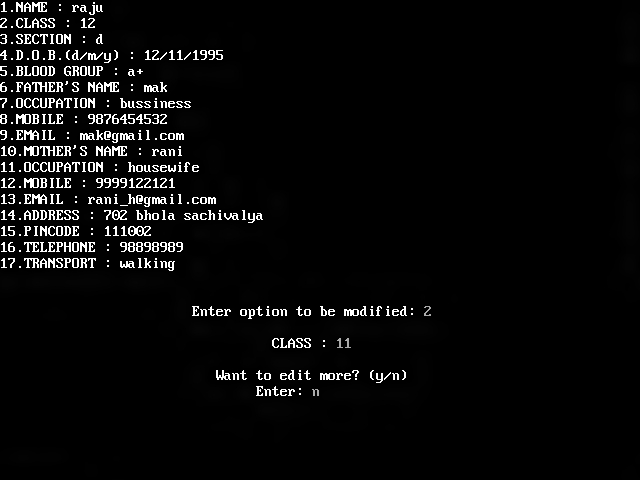 1.NAME : raju
2.CLASS : 12
3.SECTION : d
4.D.O.B.(d/m/y) : 12/11/1995
5.BLOOD GROUP : a+
6.FATHER'S NAME : mak
7.OCCUPATION : bussiness
8.MOBILE : 9876454532
9.EMAIL : mak@gmail.com
10.MOTHER'S NAME : rani
11.OCCUPATION : housewife
12.MOBILE : 9999122121
13.EMAIL : rani_h@gmail.com
14.ADDRESS : 702 bhola sachivalya
15.PINCODE : 111002
16.TELEPHONE : 98898989
17.TRANSPORT : walking
Enter option to be modified: 2
CLASS : 11
Want to edit more? (y/n)
Enter: n